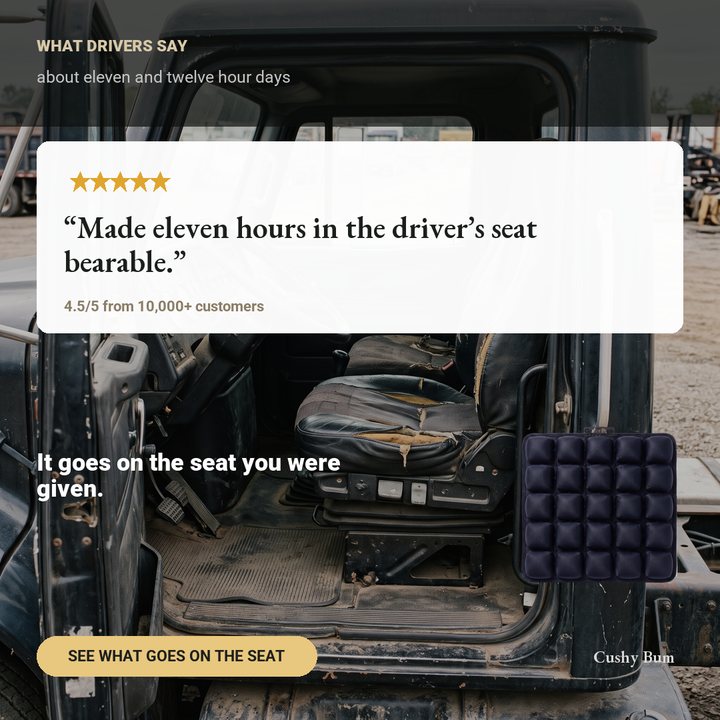 WHAT DRIVERS SAY
about eleven and twelve hour days
“Made eleven hours in the driver’s seat
bearable.”
4.5/5 from 10,000+ customers
It goes on the seat you were
given.
SEE WHAT GOES ON THE SEAT
Cushy Bum